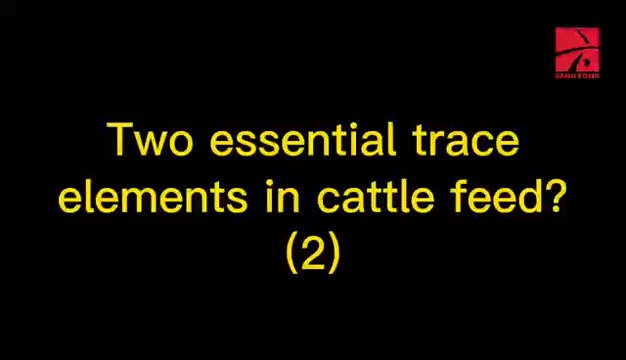 Two essential trace
elements in cattle feed?
(2)